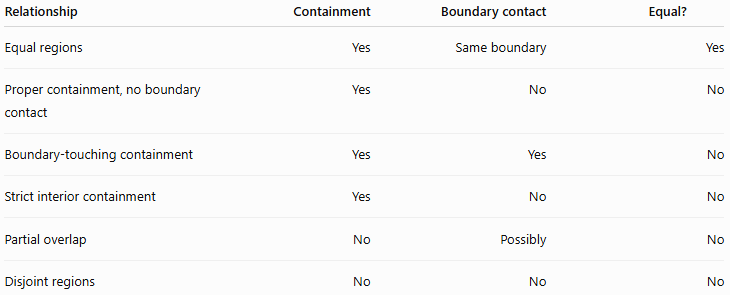 Relationship Containment Boundary contact Equal?
Equal regions Yes Same boundary Yes
Proper containment, no boundary Yes No No
contact
Boundary-touching containment Yes Yes No
Strict interior containment Yes No No
Partial overlap No Possibly No
Disjoint regions No No No